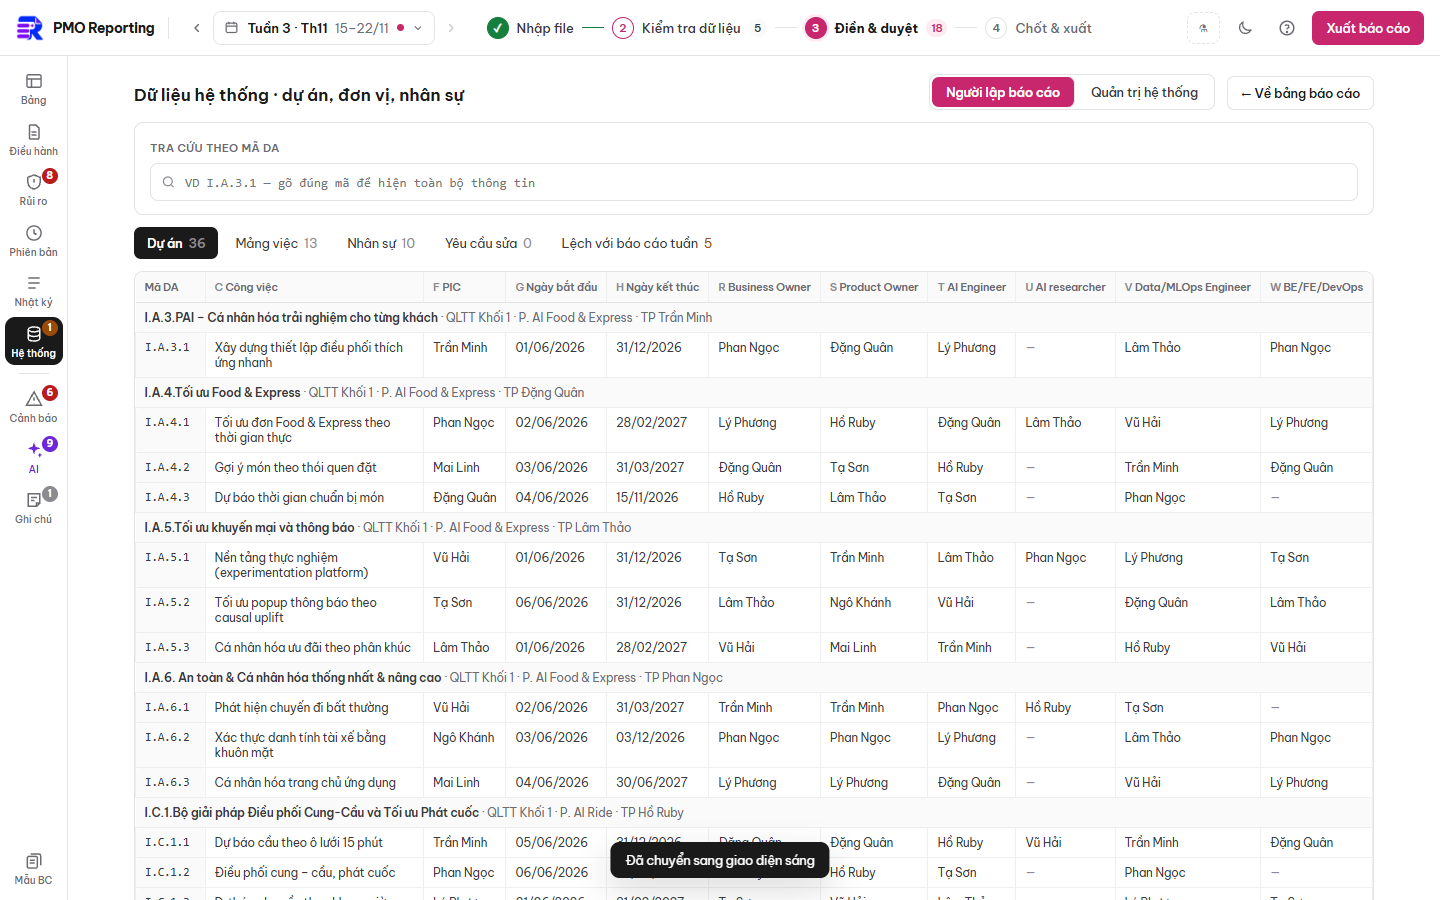 PMO Reporting
Tuần 3 · Th11 15–22/11
Nhập file
2 Kiểm tra dữ liệu 5
3 Điền & duyệt 18
4 Chốt & xuất
Xuất báo cáo
Bảng
Điều hành
Rủi ro 8
Phiên bản
Nhật ký
Hệ thống 1
Cảnh báo 6
AI 9
Ghi chú 1
Mẫu BC
Dữ liệu hệ thống · dự án, đơn vị, nhân sự
Người lập báo cáo
Quản trị hệ thống
← Về bảng báo cáo
TRA CỨU THEO MÃ DA
VD I.A.3.1 — gõ đúng mã để hiện toàn bộ thông tin
Dự án 36
Mảng việc 13
Nhân sự 10
Yêu cầu sửa 0
Lệch với báo cáo tuần 5
Mã DA C Công việc F PIC G Ngày bắt đầu H Ngày kết thúc R Business Owner S Product Owner T AI Engineer U AI researcher V Data/MLOps Engineer W BE/FE/DevOps
I.A.3.PAI – Cá nhân hóa trải nghiệm cho từng khách · QLTT Khối 1 · P. AI Food & Express · TP Trần Minh
I.A.3.1 Xây dựng thiết lập điều phối thích Trần Minh 01/06/2026 31/12/2026 Phan Ngọc Đặng Quân Lý Phương — Lâm Thảo Phan Ngọc
ứng nhanh
I.A.4.Tối ưu Food & Express · QLTT Khối 1 · P. AI Food & Express · TP Đặng Quân
I.A.4.1 Tối ưu đơn Food & Express theo Phan Ngọc 02/06/2026 28/02/2027 Lý Phương Hồ Ruby Đặng Quân Lâm Thảo Vũ Hải Lý Phương
thời gian thực
I.A.4.2 Gợi ý món theo thói quen đặt Mai Linh 03/06/2026 31/03/2027 Đặng Quân Tạ Sơn Hồ Ruby — Trần Minh Đặng Quân
I.A.4.3 Dự báo thời gian chuẩn bị món Đặng Quân 04/06/2026 15/11/2026 Hồ Ruby Lâm Thảo Tạ Sơn — Phan Ngọc —
I.A.5.Tối ưu khuyến mại và thông báo · QLTT Khối 1 · P. AI Food & Express · TP Lâm Thảo
I.A.5.1 Nền tảng thực nghiệm Vũ Hải 01/06/2026 31/12/2026 Tạ Sơn Trần Minh Lâm Thảo Phan Ngọc Lý Phương Tạ Sơn
(experimentation platform)
I.A.5.2 Tối ưu popup thông báo theo Tạ Sơn 06/06/2026 31/12/2026 Lâm Thảo Ngô Khánh Vũ Hải — Đặng Quân Lâm Thảo
causal uplift
I.A.5.3 Cá nhân hóa ưu đãi theo phân khúc Lâm Thảo 01/06/2026 28/02/2027 Vũ Hải Mai Linh Trần Minh — Hồ Ruby Vũ Hải
I.A.6. An toàn & Cá nhân hóa thống nhất & nâng cao · QLTT Khối 1 · P. AI Food & Express · TP Phan Ngọc
I.A.6.1 Phát hiện chuyến đi bất thường Vũ Hải 02/06/2026 31/03/2027 Trần Minh Trần Minh Phan Ngọc Hồ Ruby Tạ Sơn —
I.A.6.2 Xác thực danh tính tài xế bằng Ngô Khánh 03/06/2026 03/12/2026 Phan Ngọc Phan Ngọc Lý Phương — Lâm Thảo Phan Ngọc
khuôn mặt
I.A.6.3 Cá nhân hóa trang chủ ứng dụng Mai Linh 04/06/2026 30/06/2027 Lý Phương Lý Phương Đặng Quân — Vũ Hải Lý Phương
I.C.1.Bộ giải pháp Điều phối Cung-Cầu và Tối ưu Phát cuốc · QLTT Khối 1 · P. AI Ride · TP Hồ Ruby
I.C.1.1 Dự báo cầu theo ô lưới 15 phút Trần Minh 05/06/2026 31/12/2026 Đặng Quân Đặng Quân Hồ Ruby Vũ Hải Trần Minh Đặng Quân
I.C.1.2 Điều phối cung – cầu, phát cuốc Phan Ngọc 06/06/2026 Hồ Ruby Tạ Sơn — Phan Ngọc —
Đã chuyển sang giao diện sáng